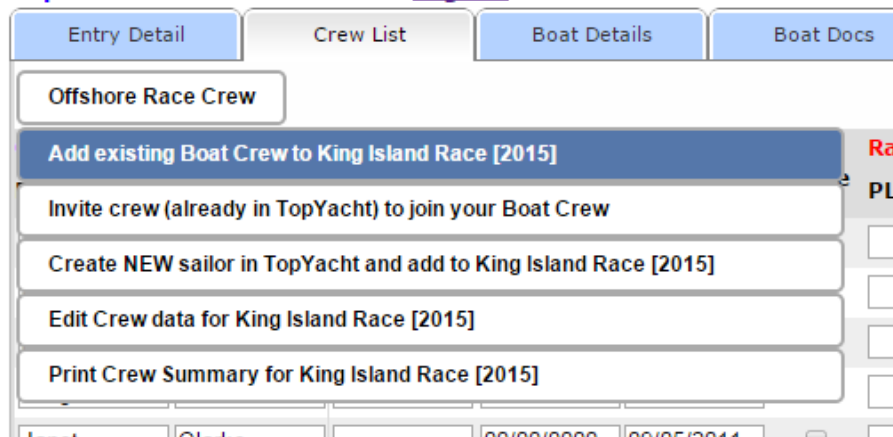 Entry Detail Crew List Boat Details Boat Docs
Offshore Race Crew
Add existing Boat Crew to King Island Race [2015]
Invite crew (already in TopYacht) to join your Boat Crew
Create NEW sailor in TopYacht and add to King Island Race [2015]
Edit Crew data for King Island Race [2015]
Print Crew Summary for King Island Race [2015]